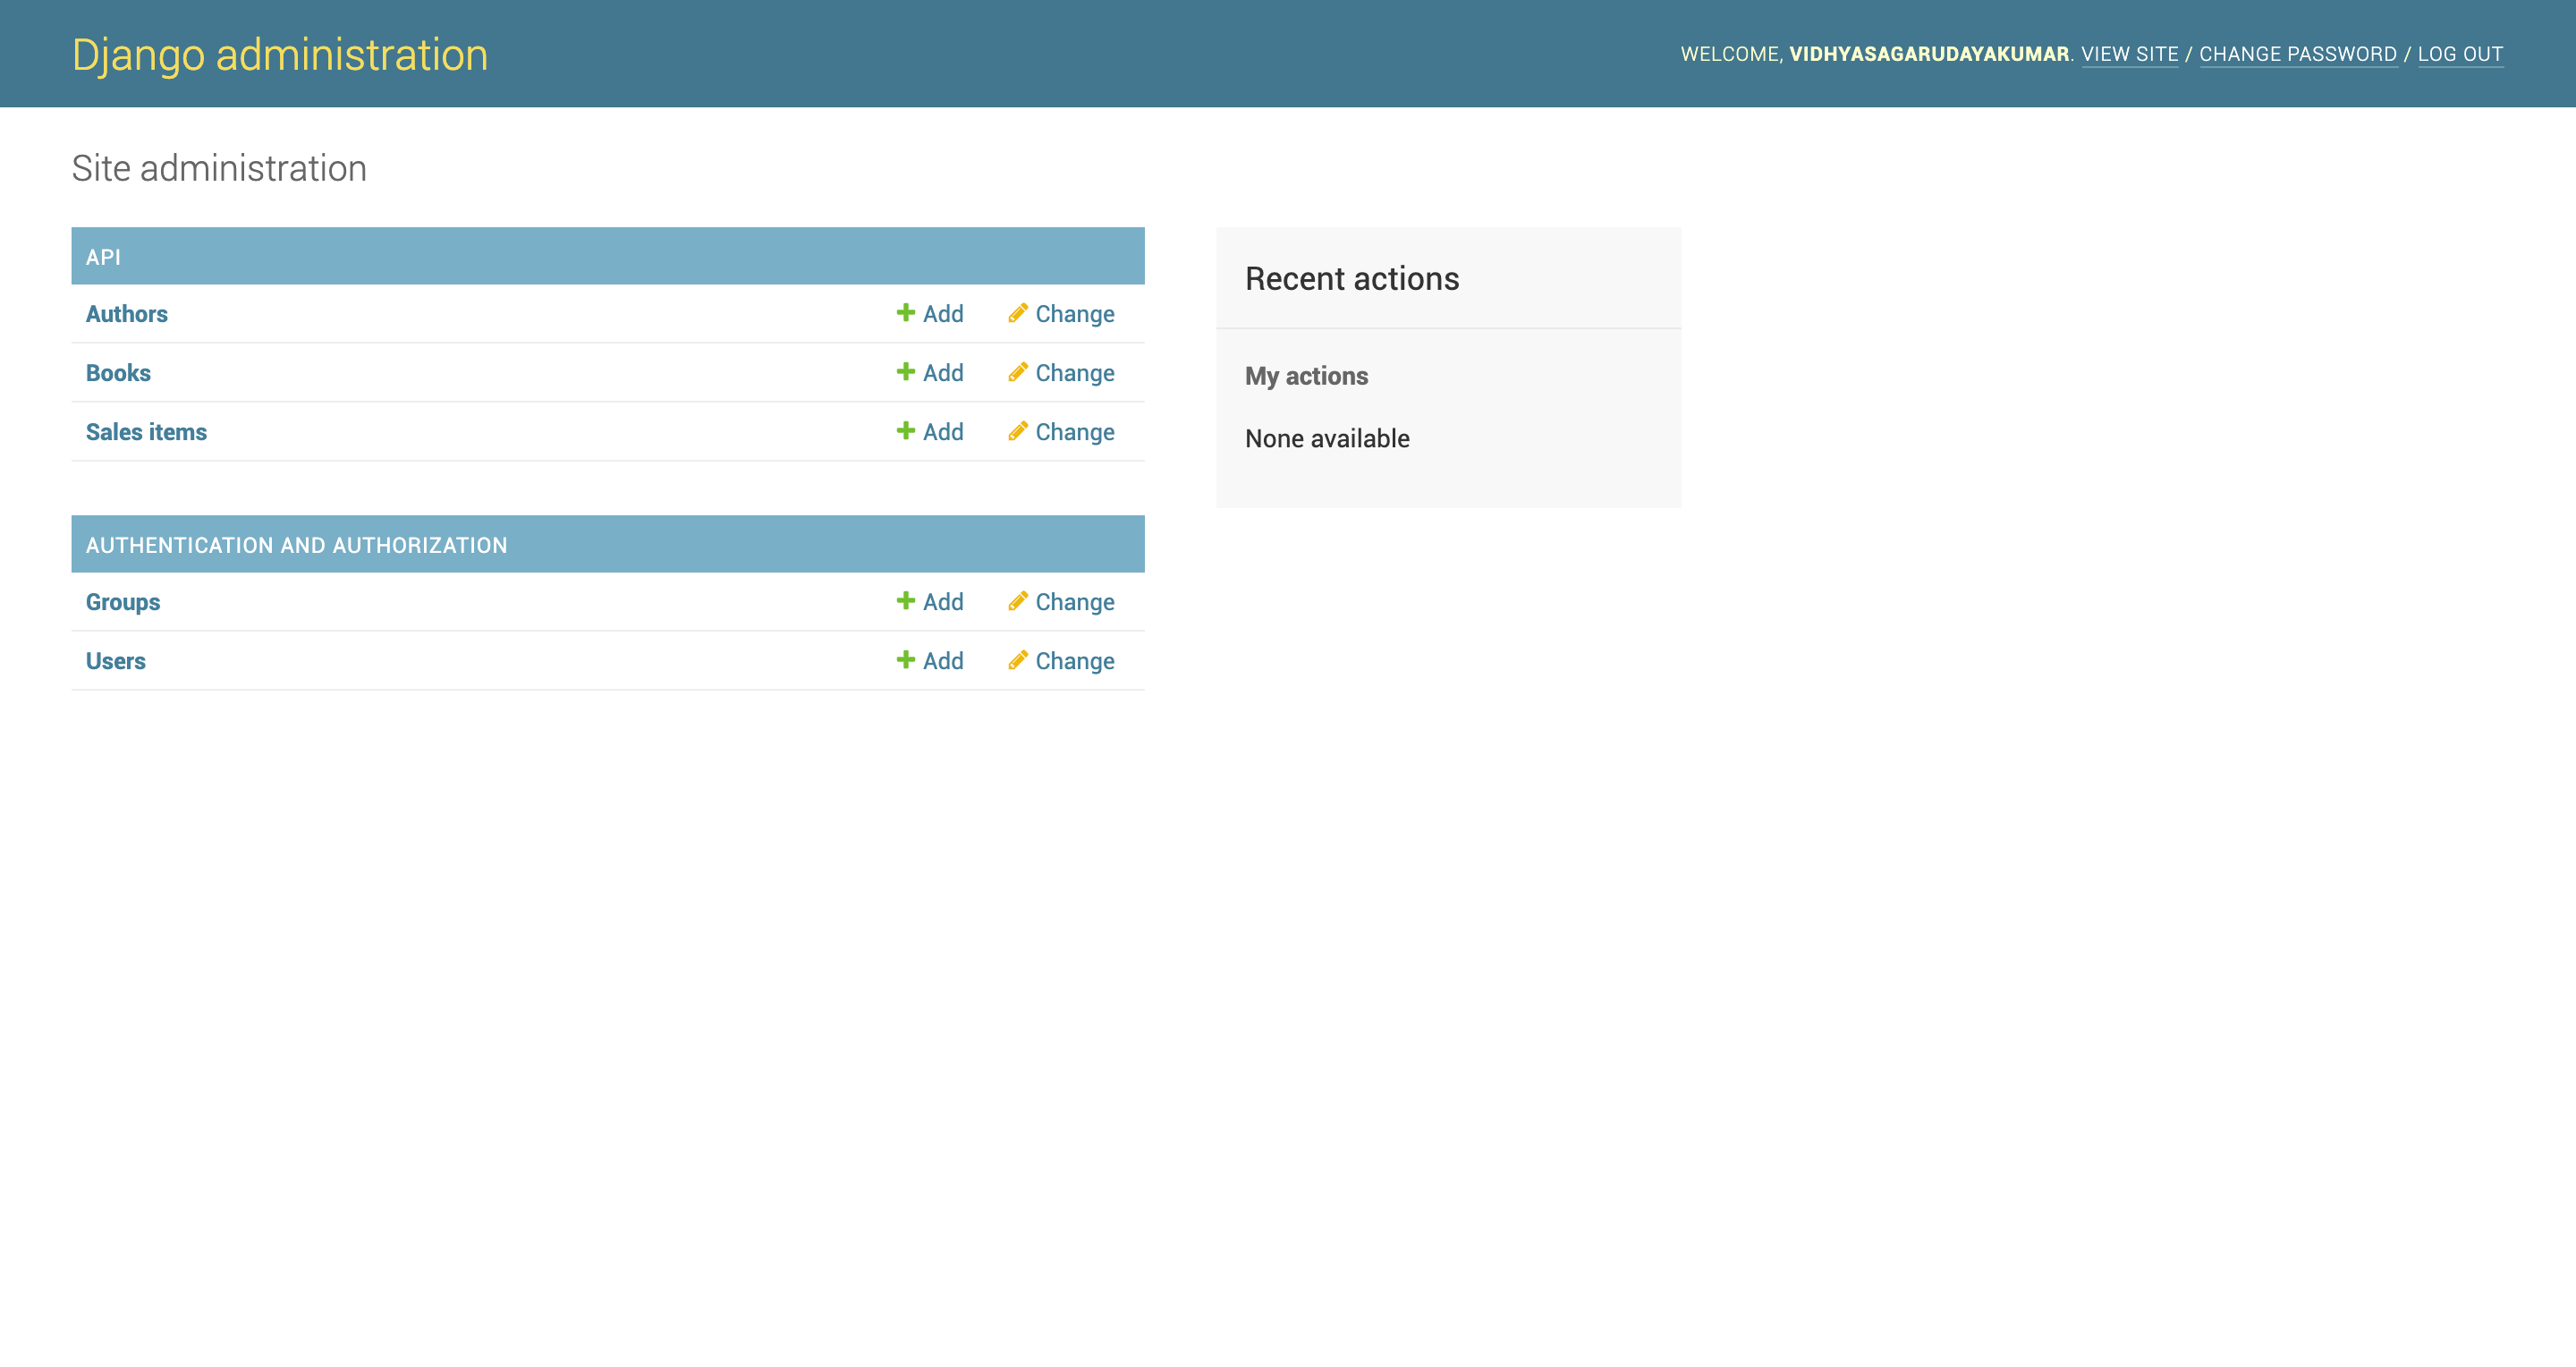 Django administration
WELCOME, VIDHYASAGARUDAYAKUMAR. VIEW SITE / CHANGE PASSWORD / LOG OUT
Site administration
API
Authors Add Change
Books Add Change
Sales items Add Change
AUTHENTICATION AND AUTHORIZATION
Groups Add Change
Users Add Change
Recent actions
My actions
None available